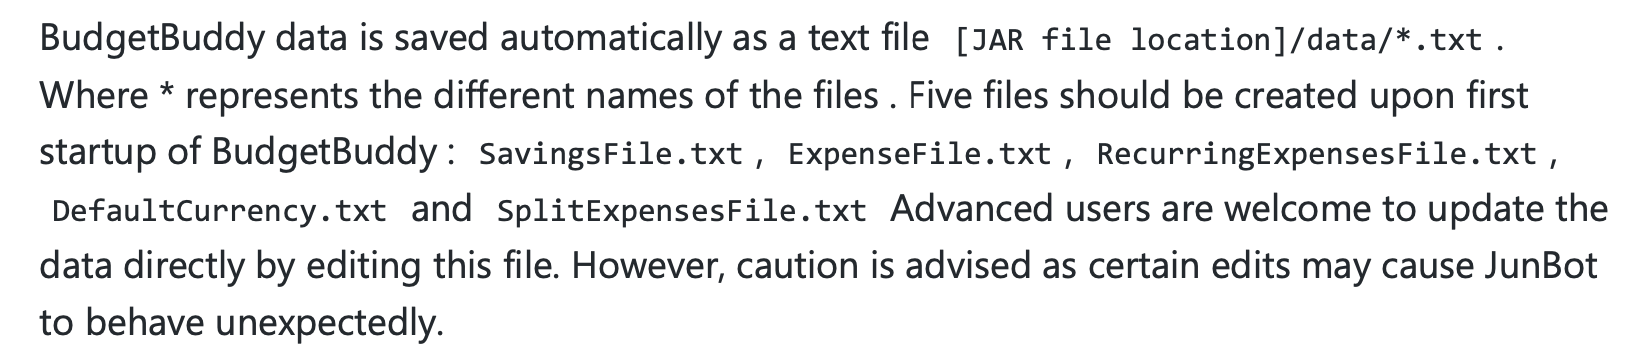 BudgetBuddy data is saved automatically as a text file [JAR file location]/data/*.txt .
Where * represents the different names of the files . Five files should be created upon first
startup of BudgetBuddy : SavingsFile.txt , ExpenseFile.txt , RecurringExpensesFile.txt ,
DefaultCurrency.txt and SplitExpensesFile.txt Advanced users are welcome to update the
data directly by editing this file. However, caution is advised as certain edits may cause JunBot
to behave unexpectedly.